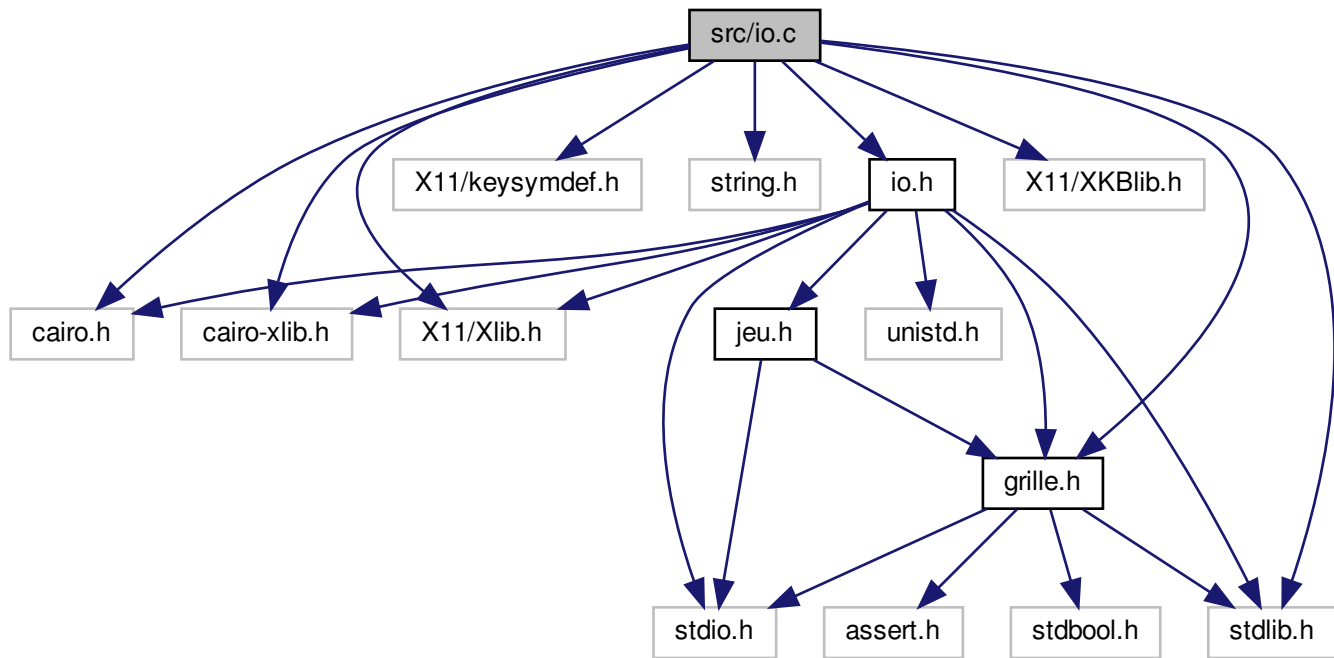 src/io.c
X11/keysymdef.h
string.h
io.h
X11/XKBlib.h
cairo.h
cairo-xlib.h
X11/Xlib.h
jeu.h
unistd.h
grille.h
stdio.h
assert.h
stdbool.h
stdlib.h